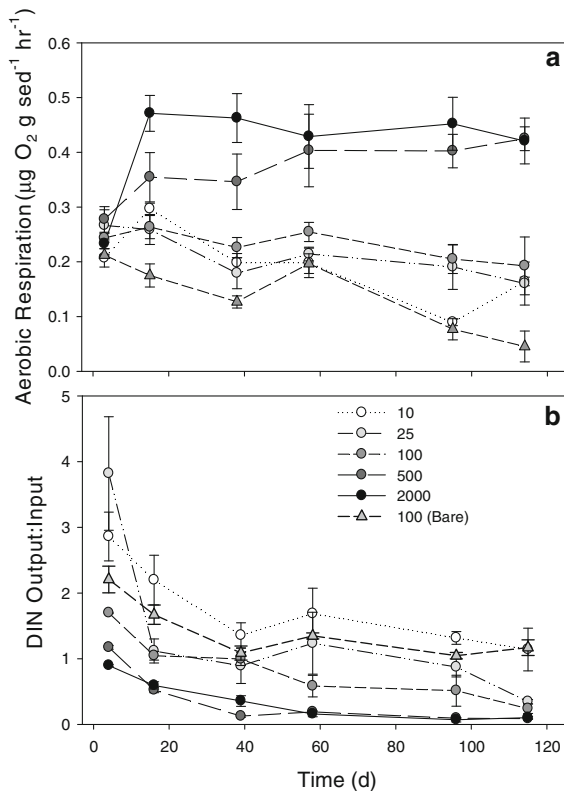 a
Aerobic Respiration (µg O₂ g sed⁻¹ hr⁻¹)
0.6
0.5
0.4
0.3
0.2
0.1
0.0
b
DIN Output:Input
5
4
3
2
1
0
10
25
100
500
2000
100 (Bare)
0 20 40 60 80 100 120
Time (d)